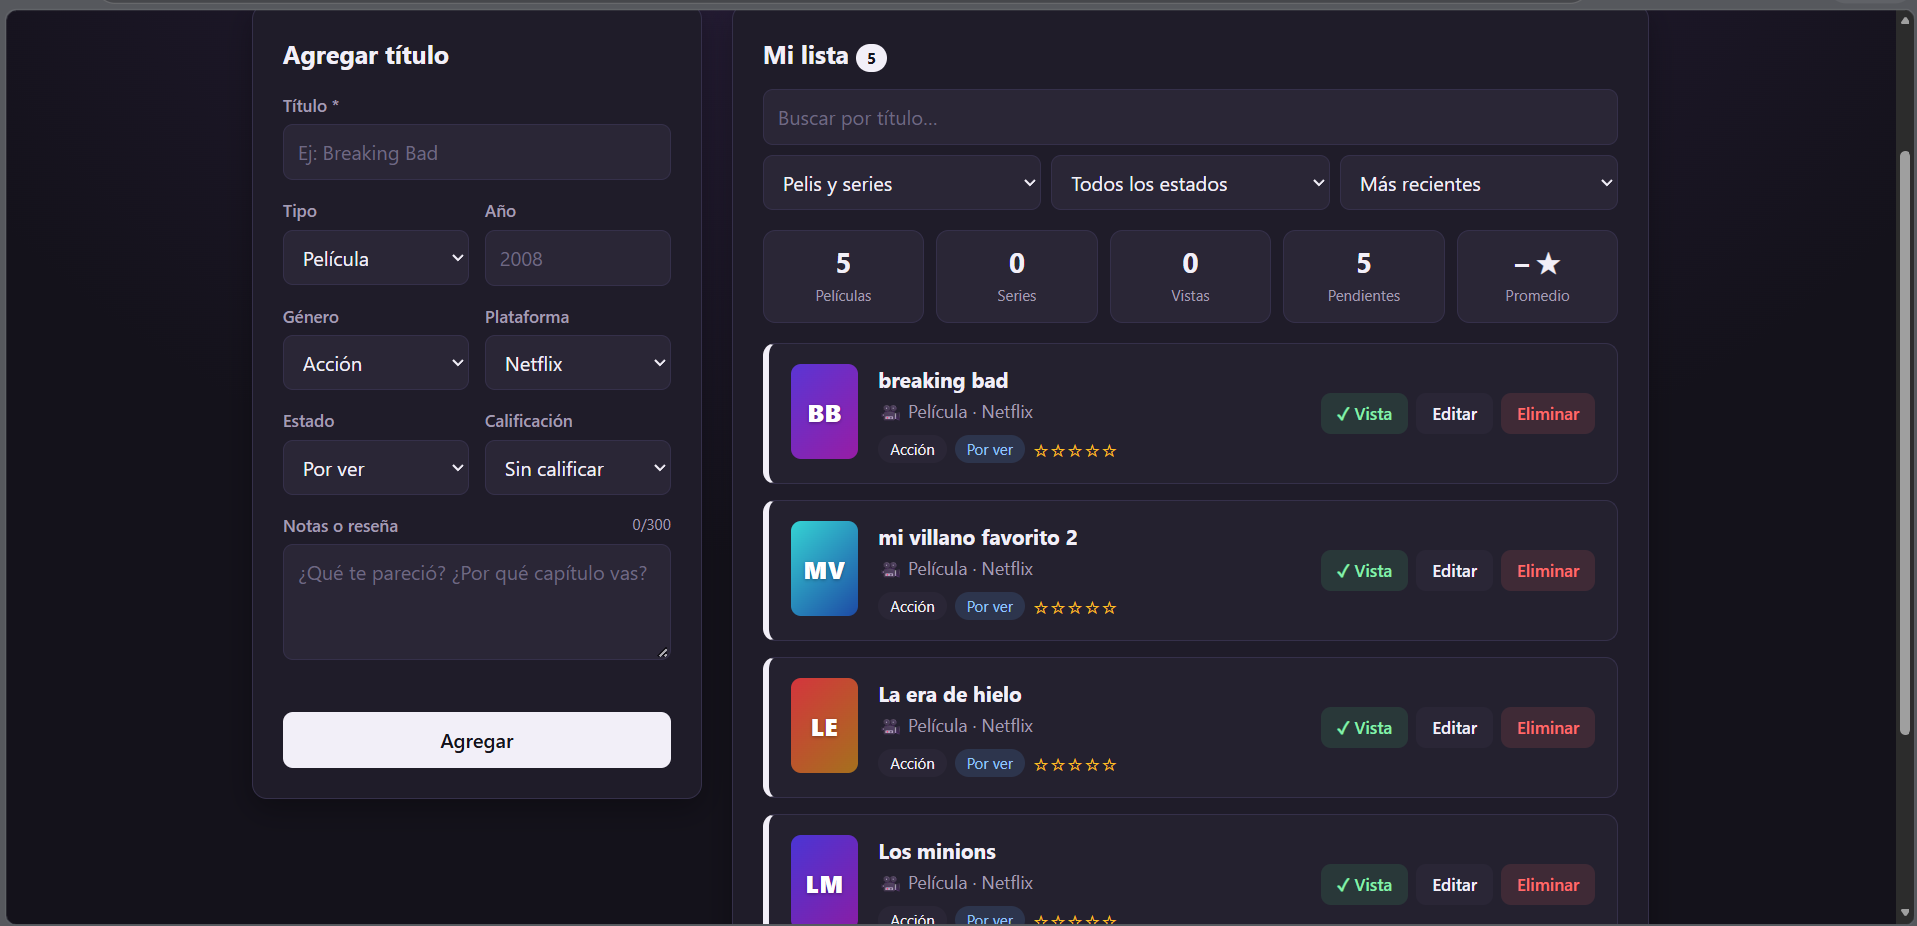 Agregar título
Título *
Ej: Breaking Bad
Tipo
Año
Película
2008
Género
Plataforma
Acción
Netflix
Estado
Calificación
Por ver
Sin calificar
Notas o reseña
0/300
¿Qué te pareció? ¿Por qué capítulo vas?
Agregar
Mi lista 5
Buscar por título...
Pelis y series
Todos los estados
Más recientes
5
Películas
0
Series
0
Vistas
5
Pendientes
– ★
Promedio
BB
breaking bad
Película · Netflix
Acción Por ver ☆☆☆☆☆
✓ Vista Editar Eliminar
MV
mi villano favorito 2
Película · Netflix
Acción Por ver ☆☆☆☆☆
✓ Vista Editar Eliminar
LE
La era de hielo
Película · Netflix
Acción Por ver ☆☆☆☆☆
✓ Vista Editar Eliminar
LM
Los minions
Película · Netflix
Acción Por ver ☆☆☆☆☆
✓ Vista Editar Eliminar